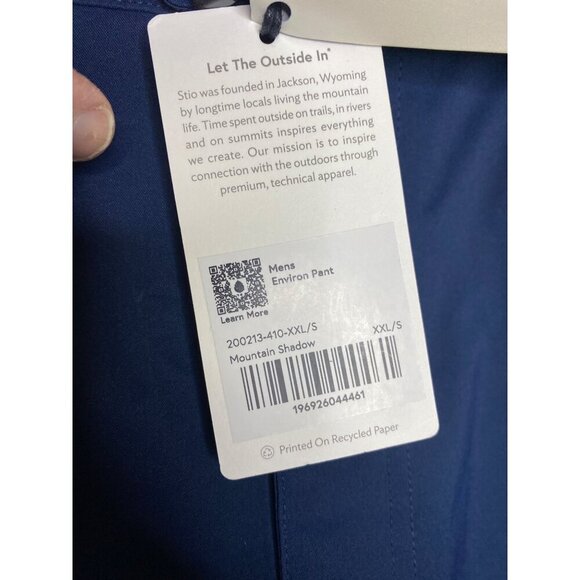 Let The Outside In®
Stio was founded in Jackson, Wyoming
by longtime locals living the mountain
life. Time spent outside on trails, in rivers
and on summits inspires everything
we create. Our mission is to inspire
connection with the outdoors through
premium, technical apparel.
Mens
Environ Pant
Learn More
200213-410-XXL/S XXL/S
Mountain Shadow
196926044461
Printed On Recycled Paper